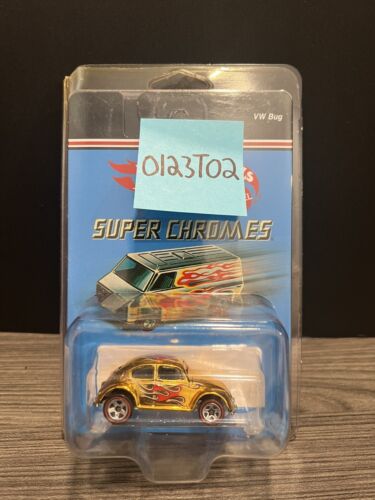 VW Bug
0123T02
SUPER CHROMES